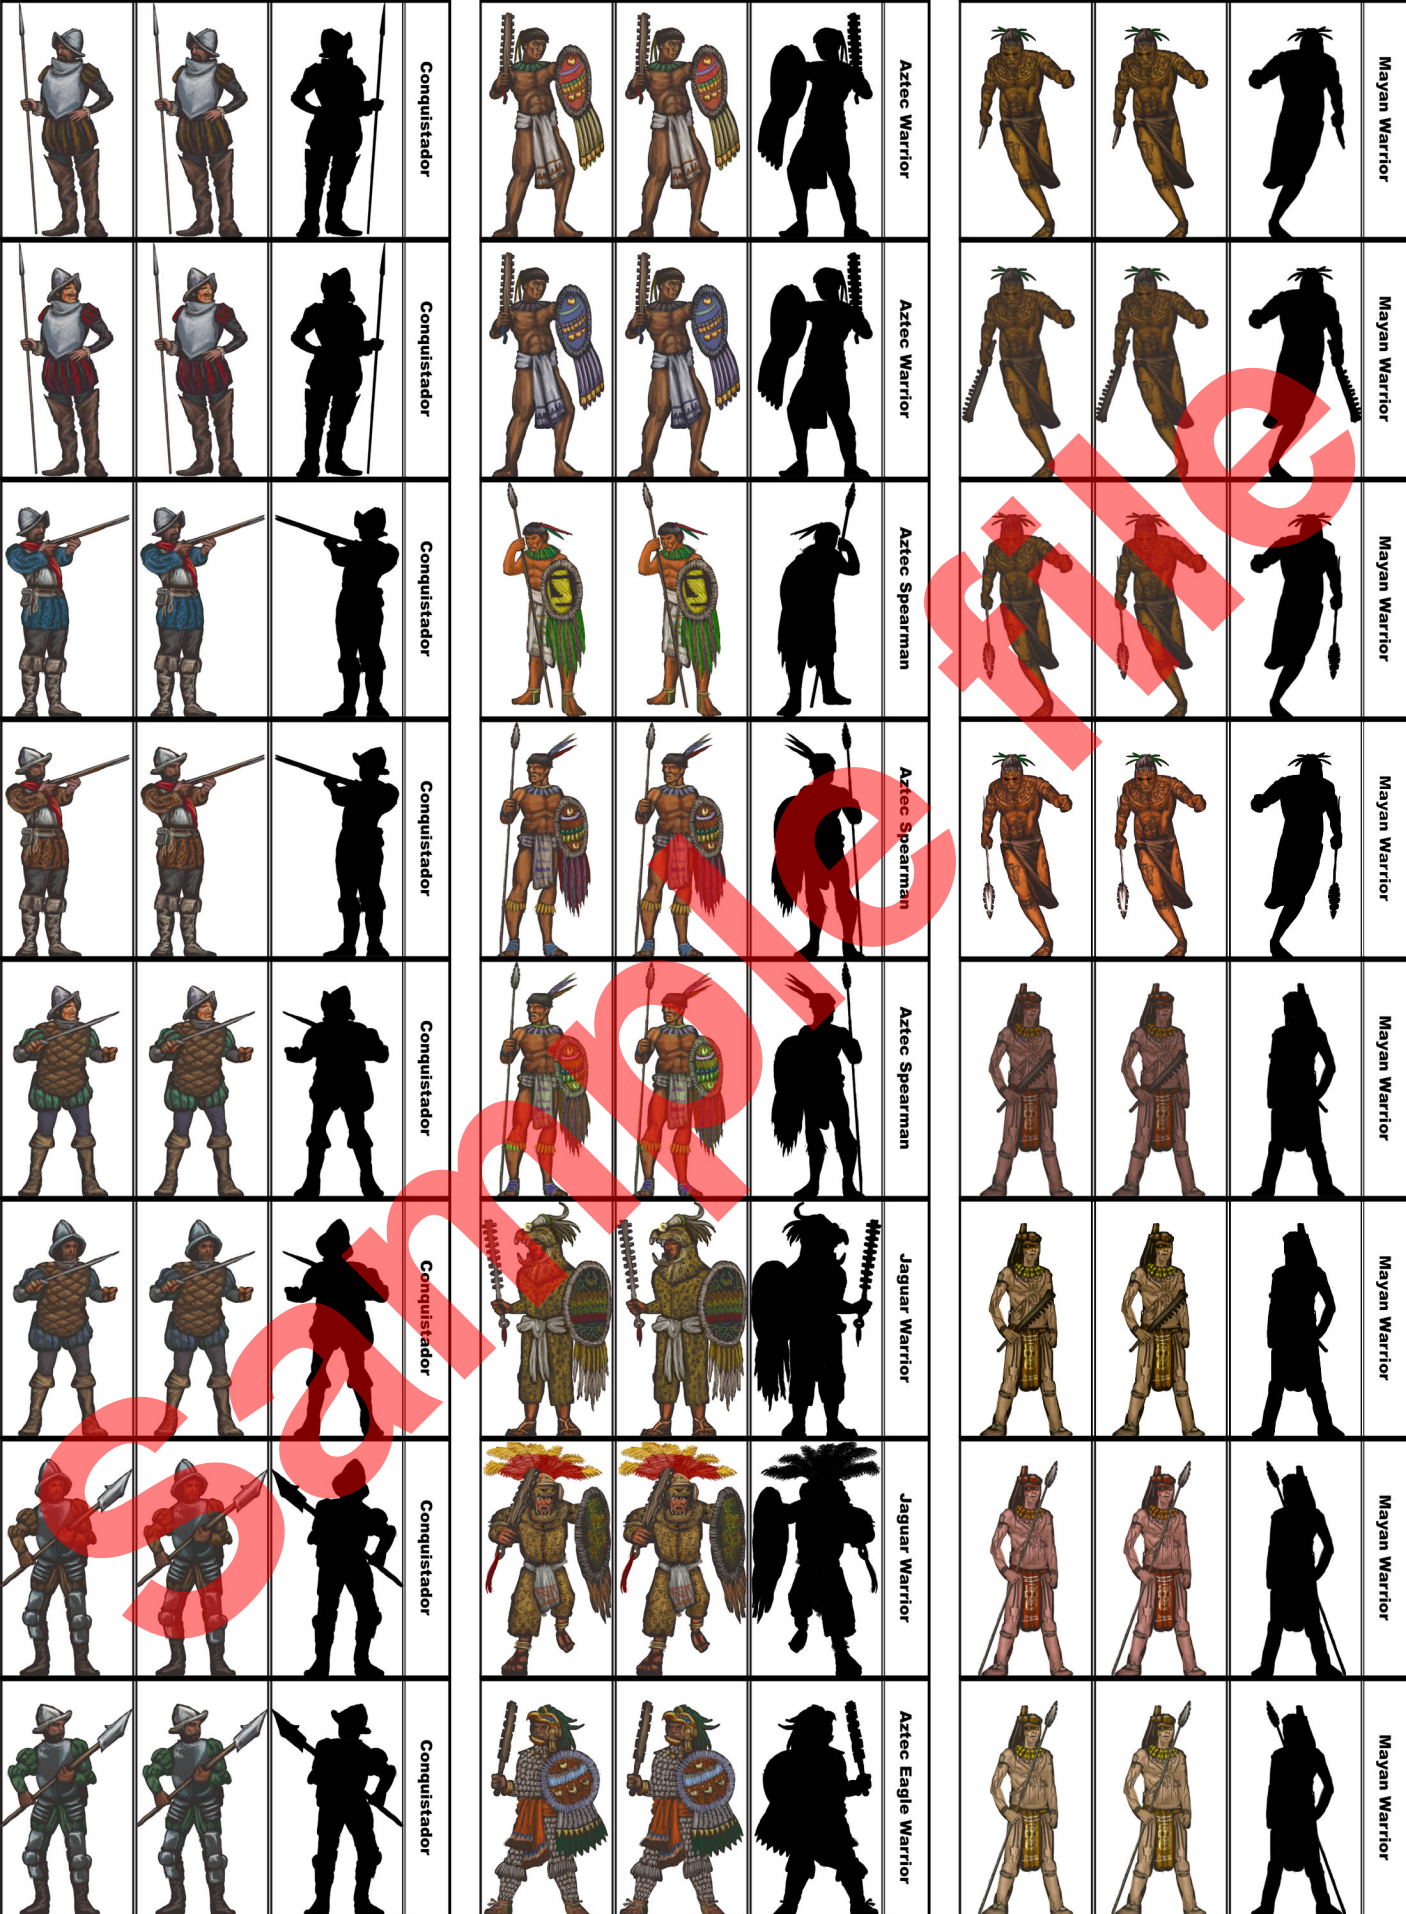 Conquistador
Aztec Warrior
Mayan Warrior
Conquistador
Aztec Warrior
Mayan Warrior
Conquistador
Aztec Spearman
Mayan Warrior
Conquistador
Aztec Spearman
Mayan Warrior
Conquistador
Aztec Spearman
Mayan Warrior
Conquistador
Jaguar Warrior
Mayan Warrior
Conquistador
Jaguar Warrior
Mayan Warrior
Conquistador
Aztec Eagle Warrior
Mayan Warrior
Sample file